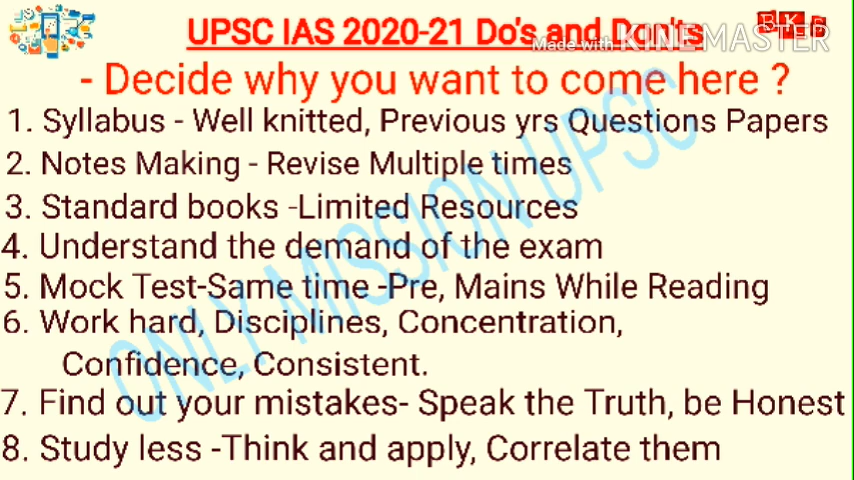 UPSC IAS 2020-21 Do's and Don'ts
BKS
Made with KINEMASTER
- Decide why you want to come here ?
1. Syllabus - Well knitted, Previous yrs Questions Papers
2. Notes Making - Revise Multiple times
3. Standard books -Limited Resources
4. Understand the demand of the exam
5. Mock Test-Same time -Pre, Mains While Reading
6. Work hard, Disciplines, Concentration,
Confidence, Consistent.
7. Find out your mistakes- Speak the Truth, be Honest
8. Study less -Think and apply, Correlate them
ONLY MISSION UPSC